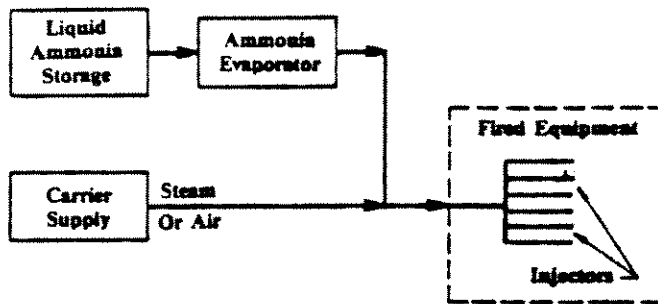 Liquid
Ammonia
Storage
Ammonia
Evaporator
Fired Equipment
Carrier
Supply
Steam
Or Air
Injectors